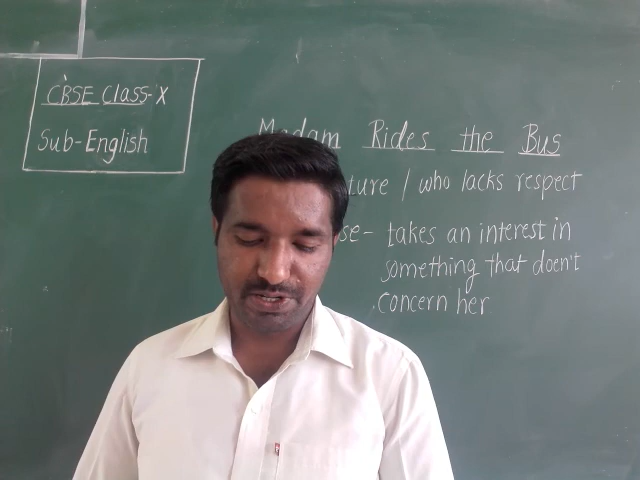 CBSE Class-X
Sub-English
Madam Rides the Bus
ture / who lacks respect
se- takes an interest in
something that doen't
concern her